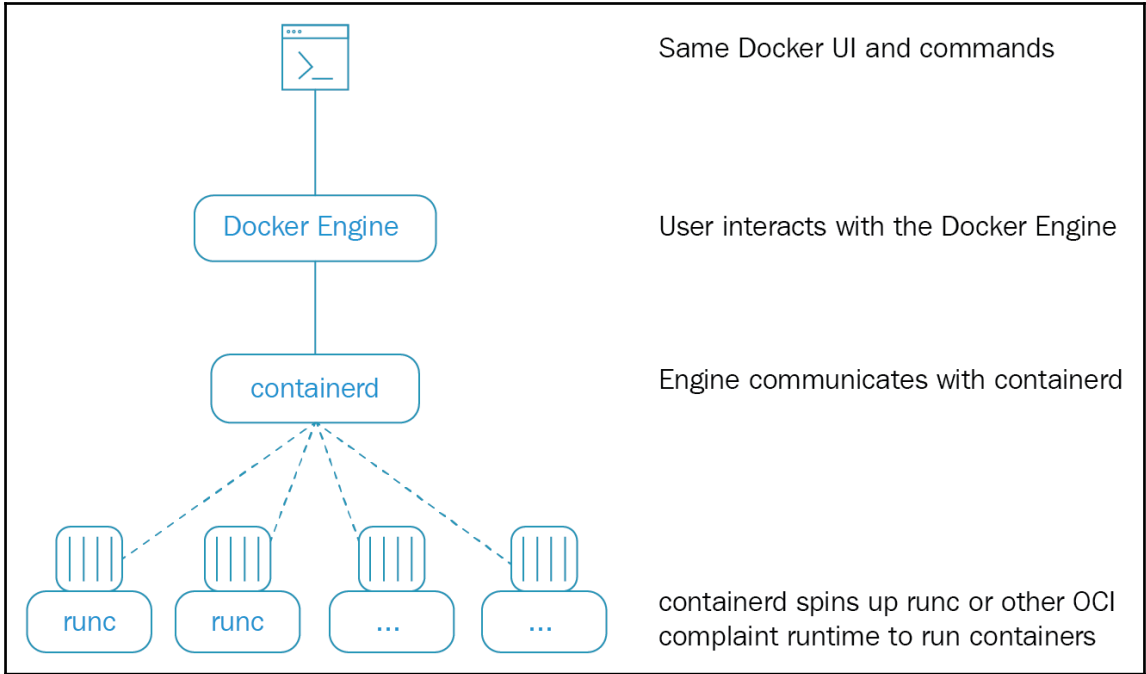 >_
Same Docker UI and commands
Docker Engine
User interacts with the Docker Engine
containerd
Engine communicates with containerd
runc
runc
...
...
containerd spins up runc or other OCI
complaint runtime to run containers